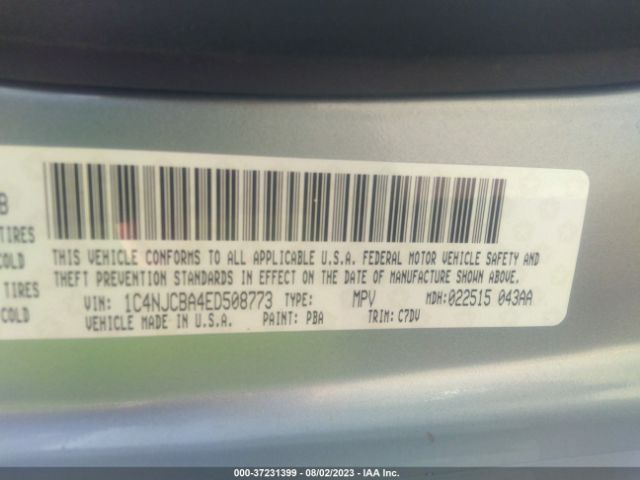 B
TIRES
COLD
TIRES
COLD
THIS VEHICLE CONFORMS TO ALL APPLICABLE U.S.A. FEDERAL MOTOR VEHICLE SAFETY AND
THEFT PREVENTION STANDARDS IN EFFECT ON THE DATE OF MANUFACTURE SHOWN ABOVE.
VIN: 1C4NJCBA4ED508773 TYPE: MPV MDH:022515 043AA
VEHICLE MADE IN U.S.A. PAINT: PBA TRIM: C7DV
000-37231399 - 08/02/2023 - IAA Inc.